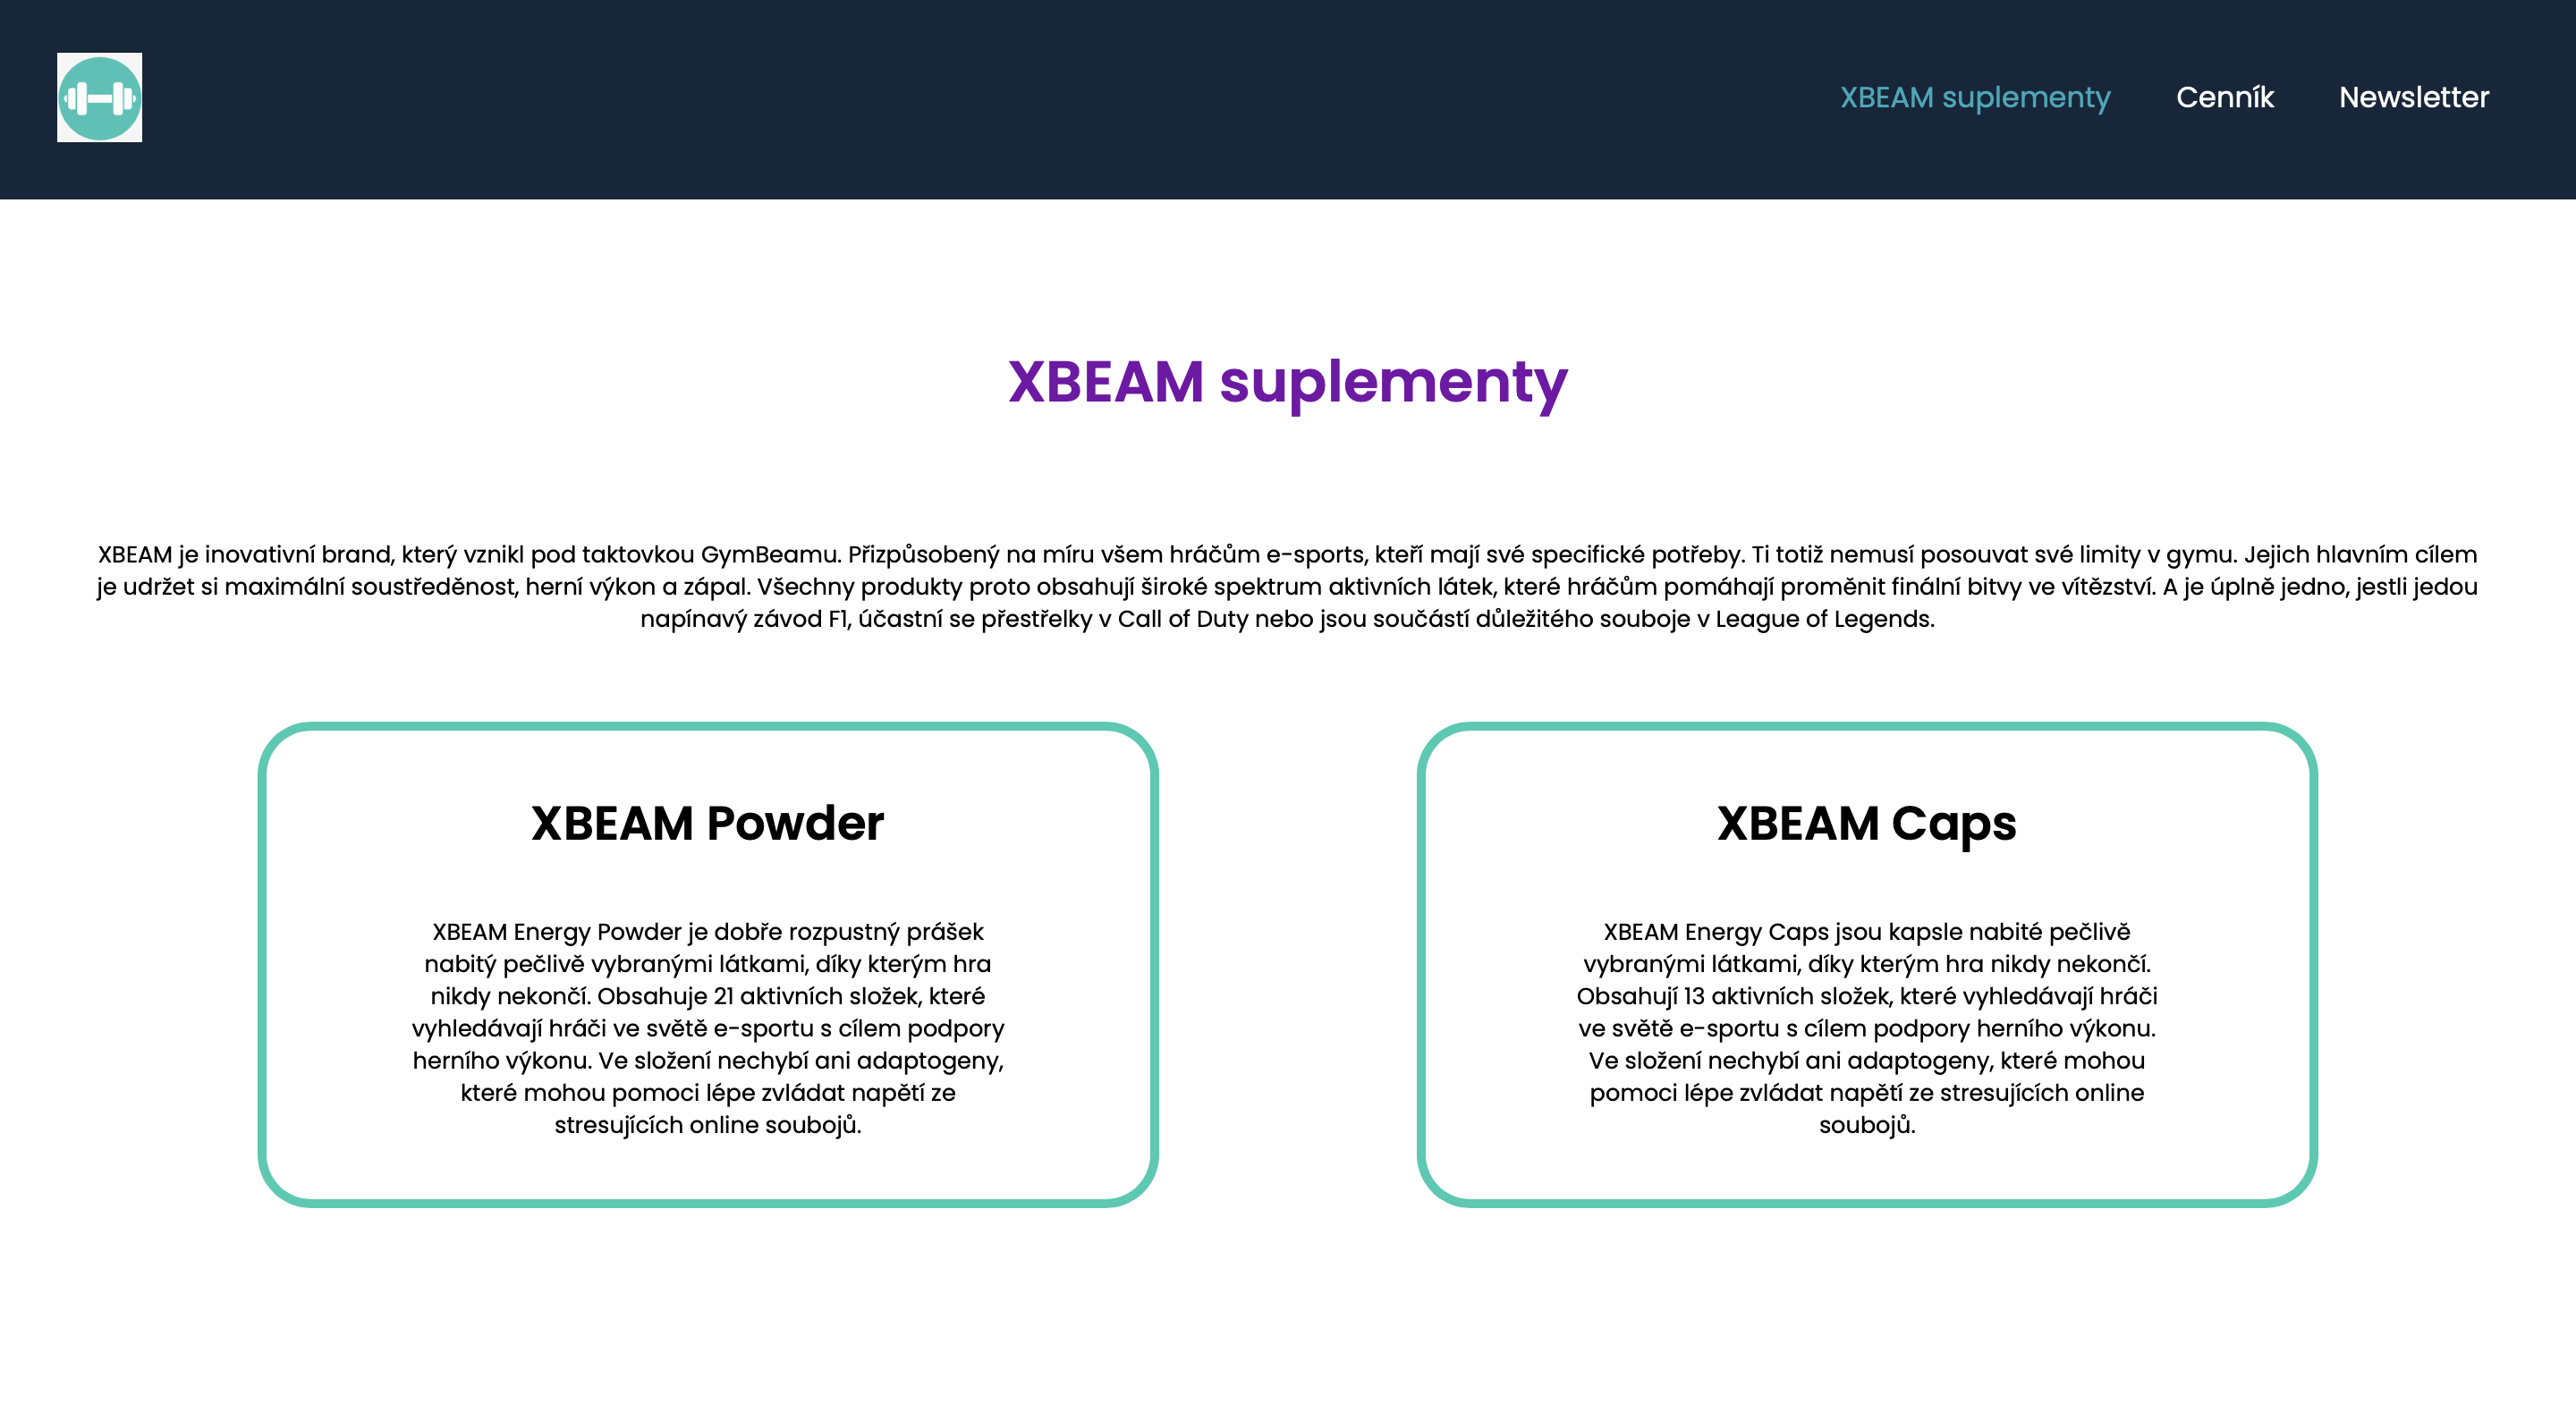 XBEAM suplementy
Cenník
Newsletter
XBEAM suplementy
XBEAM je inovativní brand, který vznikl pod taktovkou GymBeamu. Přizpůsobený na míru všem hráčům e-sports, kteří mají své specifické potřeby. Ti totiž nemusí posouvat své limity v gymu. Jejich hlavním cílem
je udržet si maximální soustředěnost, herní výkon a zápal. Všechny produkty proto obsahují široké spektrum aktivních látek, které hráčům pomáhají proměnit finální bitvy ve vítězství. A je úplně jedno, jestli jedou
napínavý závod F1, účastní se přestřelky v Call of Duty nebo jsou součástí důležitého souboje v League of Legends.
XBEAM Powder
XBEAM Energy Powder je dobře rozpustný prášek
nabitý pečlivě vybranými látkami, díky kterým hra
nikdy nekončí. Obsahuje 21 aktivních složek, které
vyhledávají hráči ve světě e-sportu s cílem podpory
herního výkonu. Ve složení nechybí ani adaptogeny,
které mohou pomoci lépe zvládat napětí ze
stresujících online soubojů.
XBEAM Caps
XBEAM Energy Caps jsou kapsle nabité pečlivě
vybranými látkami, díky kterým hra nikdy nekončí.
Obsahují 13 aktivních složek, které vyhledávají hráči
ve světě e-sportu s cílem podpory herního výkonu.
Ve složení nechybí ani adaptogeny, které mohou
pomoci lépe zvládat napětí ze stresujících online
soubojů.